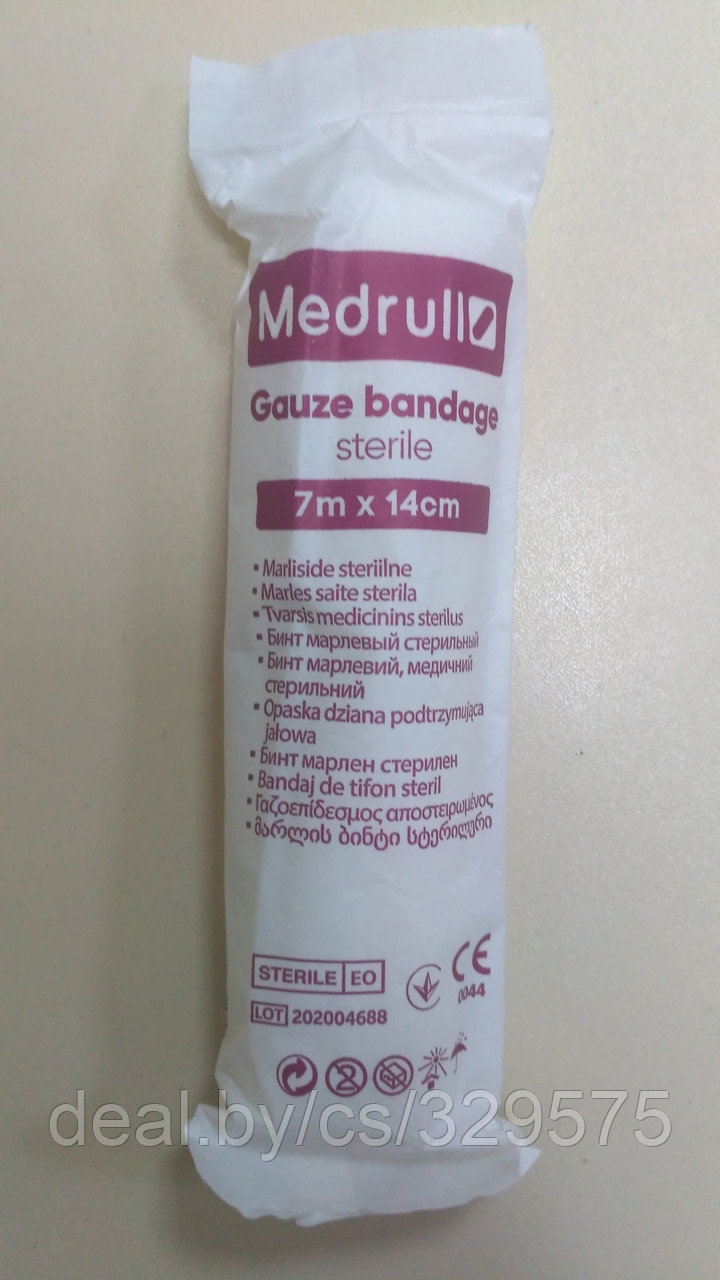 Medrull
Gauze bandage
sterile
7m x 14cm
▪ Marliside steriilne
▪ Marles saite sterila
▪ Tvarsis medicinins sterilus
▪ Бинт марлевый стерильный
▪ Бинт марлевий, медичний
стерильний
▪ Opaska dziana podtrzymująca
jałowa
▪ Бинт марлен стерилен
▪ Bandaj de tifon steril
▪ Γαζοεπίδεσμος αποστειρωμένος
▪ მარლის ბინტი სტერილური
STERILE EO
CE
0044
LOT 202004688
2
deal.by/cs/329575